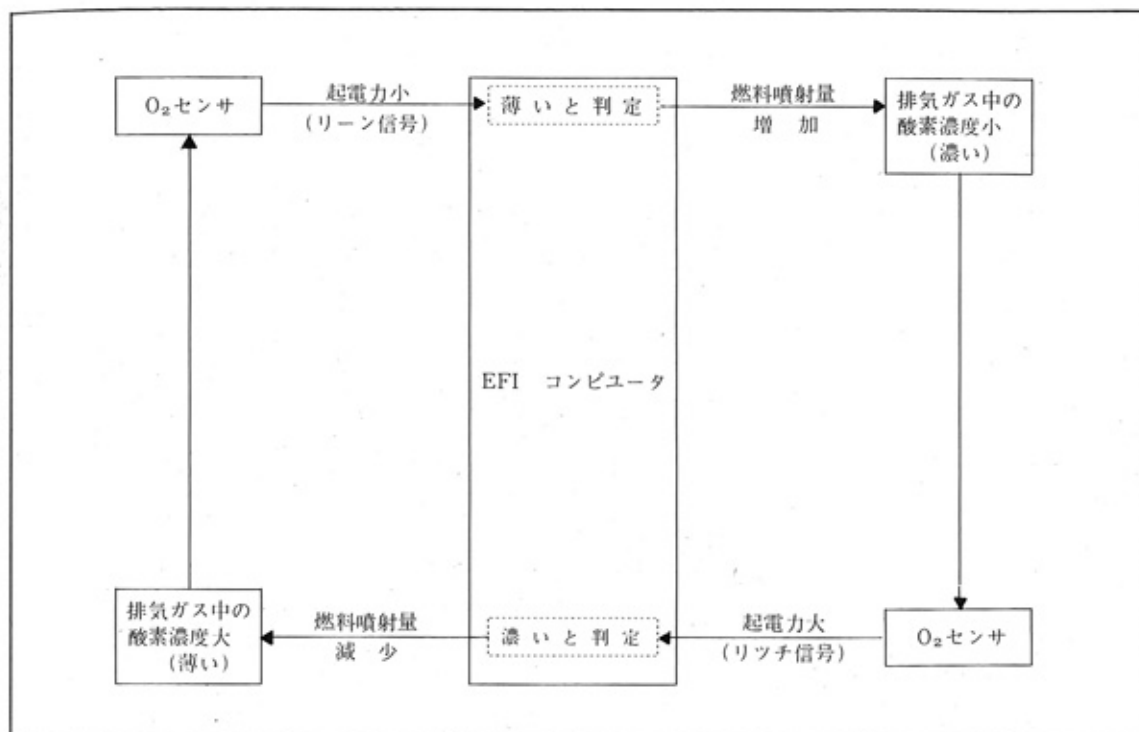 O₂センサ
起電力小
(リーン信号)
薄いと判定
燃料噴射量
増 加
排気ガス中の
酸素濃度小
(濃い)
EFI コンピユータ
排気ガス中の
酸素濃度大
(薄い)
燃料噴射量
減 少
濃いと判定
起電力大
(リツチ信号)
O₂センサ